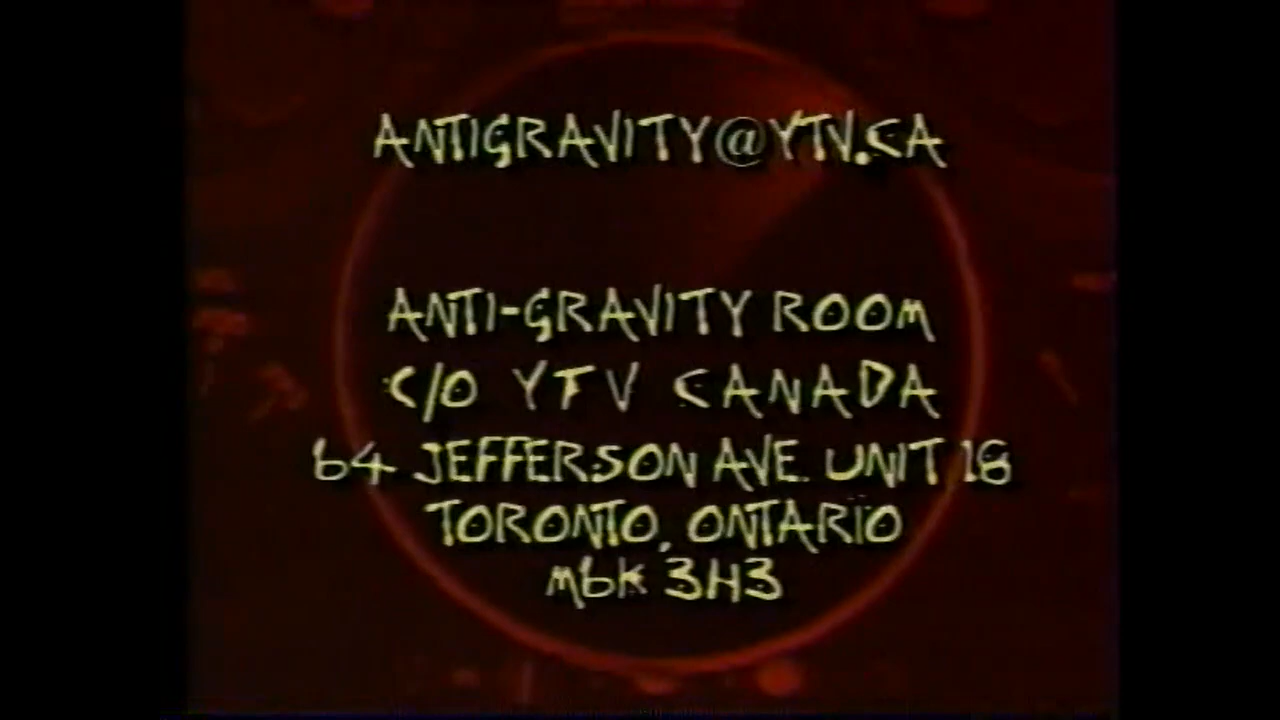 ANTIGRAVITY@YTV.CA
ANTI-GRAVITY ROOM
C/O YTV CANADA
64 JEFFERSON AVE. UNIT 18
TORONTO, ONTARIO
M6K 3H3